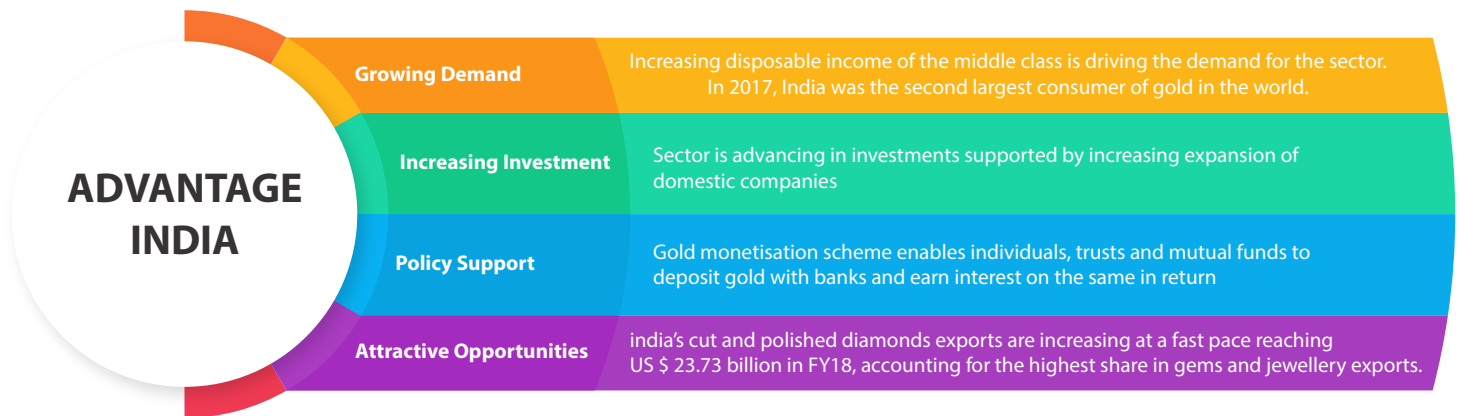 ADVANTAGE
INDIA
Growing Demand
Increasing disposable income of the middle class is driving the demand for the sector.
In 2017, India was the second largest consumer of gold in the world.
Increasing Investment
Sector is advancing in investments supported by increasing expansion of
domestic companies
Policy Support
Gold monetisation scheme enables individuals, trusts and mutual funds to
deposit gold with banks and earn interest on the same in return
Attractive Opportunities
india's cut and polished diamonds exports are increasing at a fast pace reaching
US $ 23.73 billion in FY18, accounting for the highest share in gems and jewellery exports.